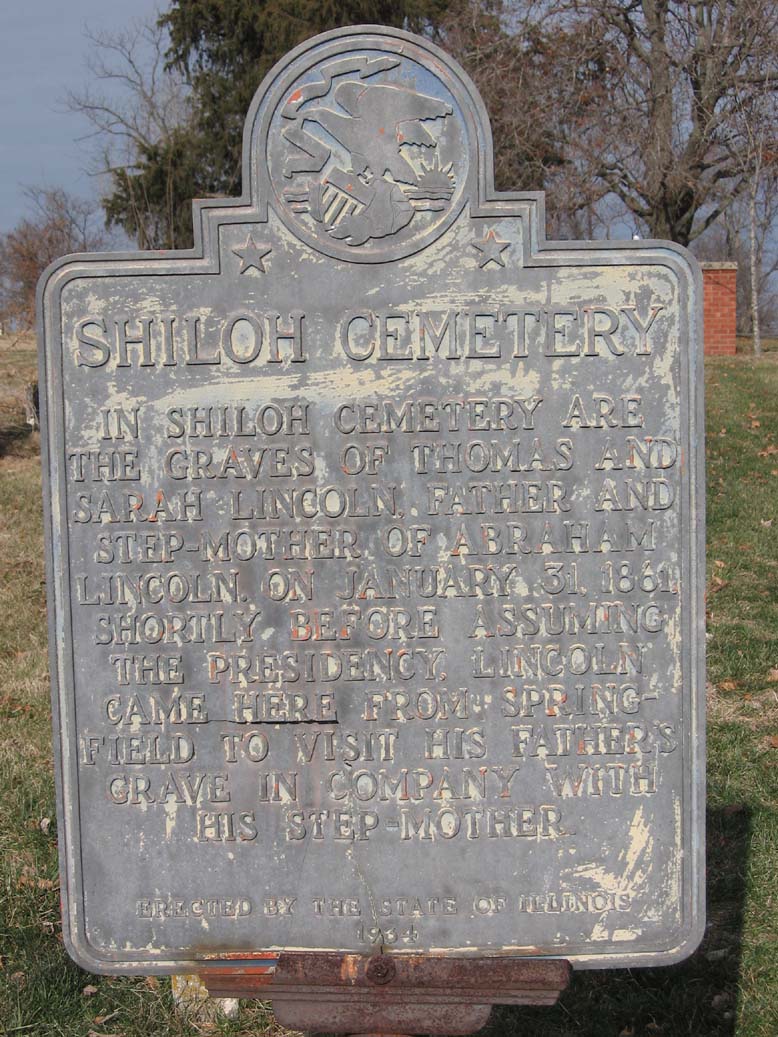 SHILOH CEMETERY
IN SHILOH CEMETERY ARE
THE GRAVES OF THOMAS AND
SARAH LINCOLN, FATHER AND
STEP-MOTHER OF ABRAHAM
LINCOLN. ON JANUARY 31, 1861,
SHORTLY BEFORE ASSUMING
THE PRESIDENCY, LINCOLN
CAME HERE FROM SPRING-
FIELD TO VISIT HIS FATHER'S
GRAVE IN COMPANY WITH
HIS STEP-MOTHER.
ERECTED BY THE STATE OF ILLINOIS
1934